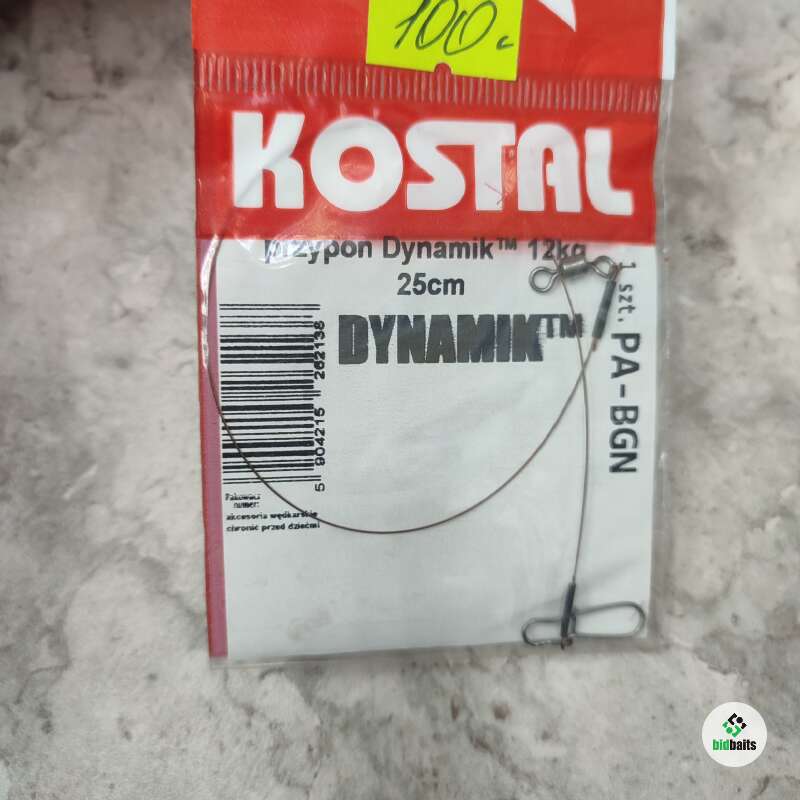 100 с
KOSTAL
przypon Dynamik™ 12kg
25cm
DYNAMIK™
1 szt. PA-BGN
5 904215 262138
Pakowacz
numer:
akcesoria wędkarskie
chronić przed dziećmi
bidbaits